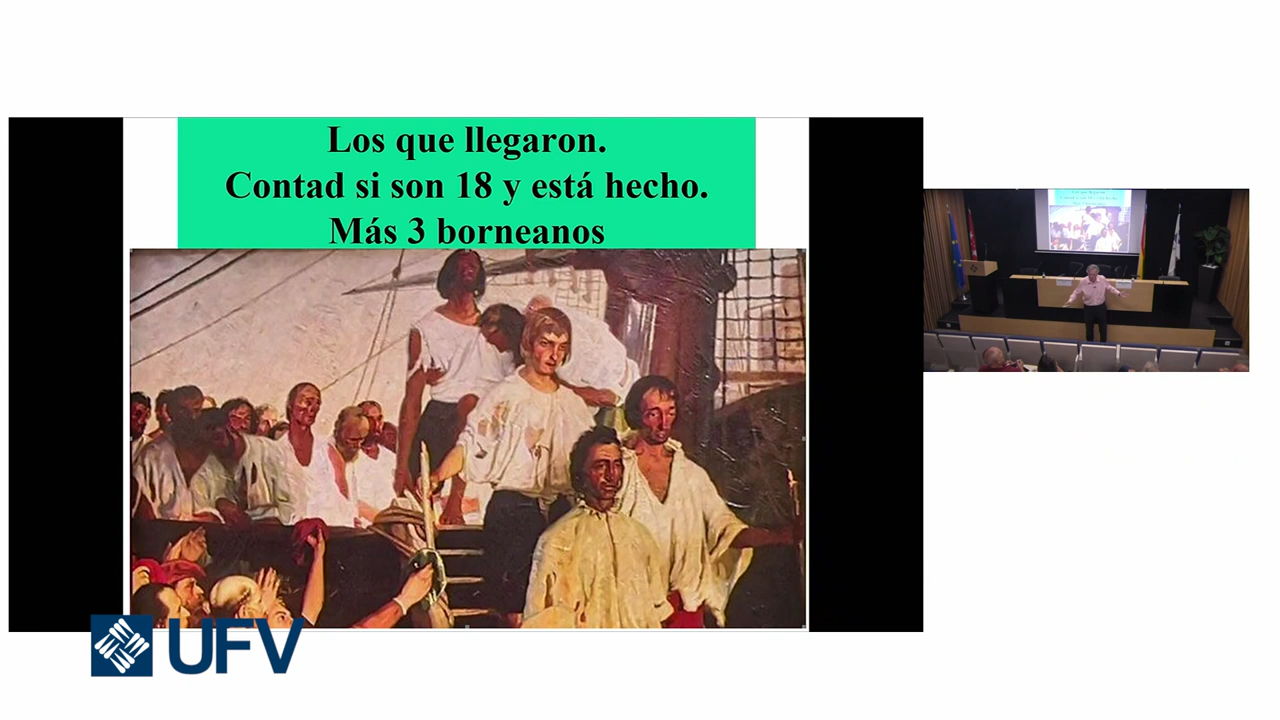 Los que llegaron.
Contad si son 18 y está hecho.
Más 3 borneanos
UFV